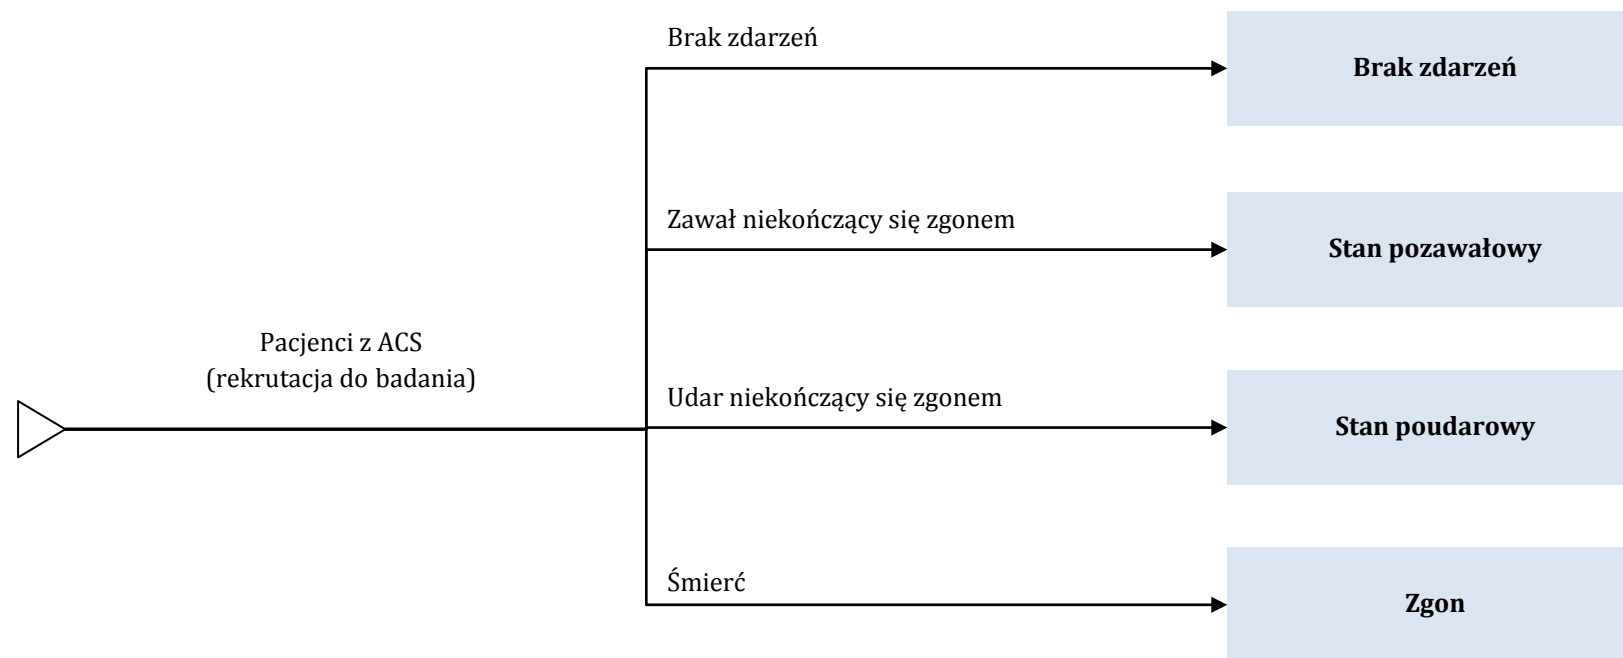 Brak zdarzeń
Brak zdarzeń
Zawał niekończący się zgonem
Stan pozawałowy
Pacjenci z ACS
(rekrutacja do badania)
Udar niekończący się zgonem
Stan poudarowy
Śmierć
Zgon